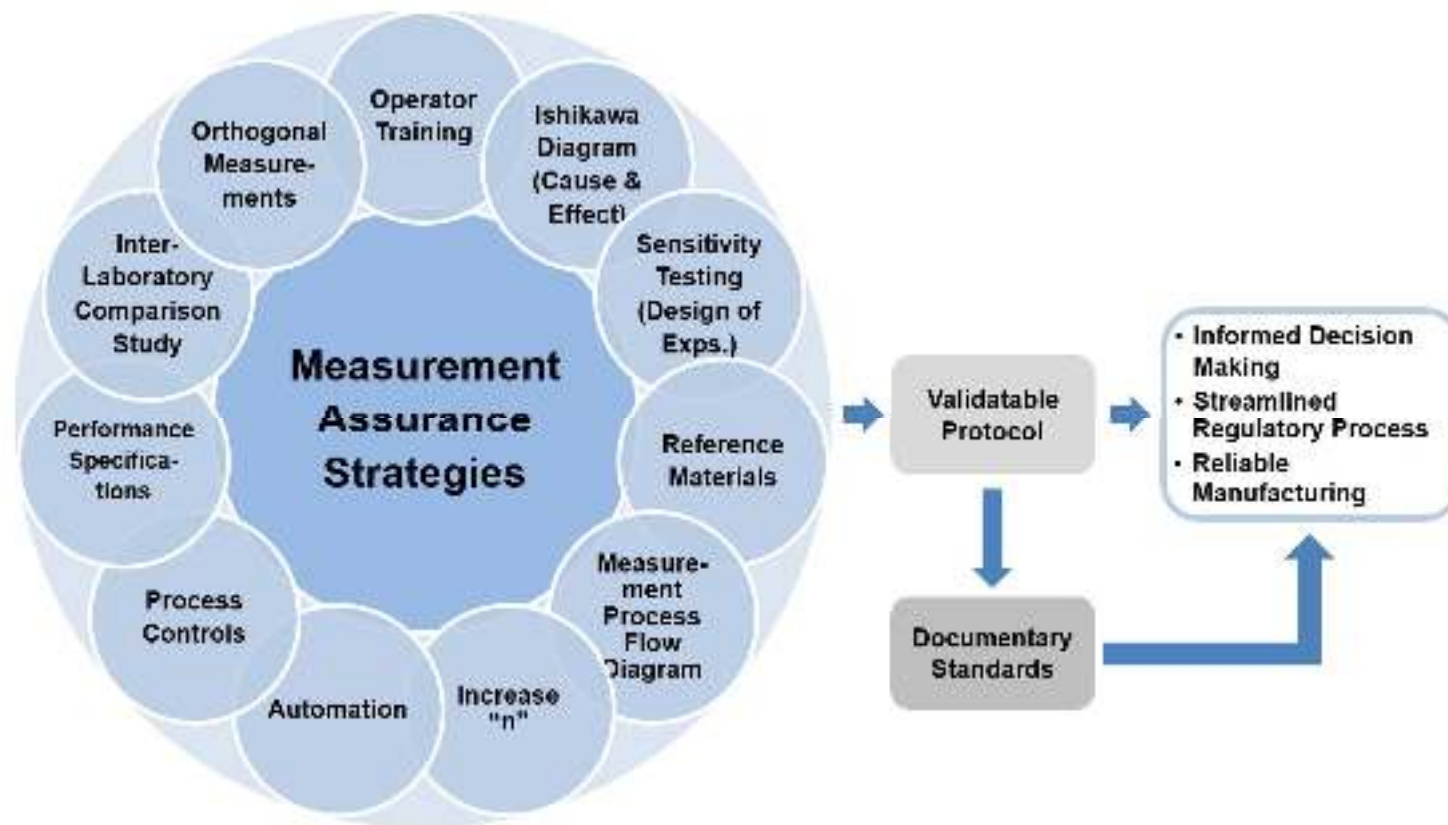 Operator
Training
Ishikawa
Diagram
(Cause &
Effect)
Sensitivity
Testing
(Design of
Exps.)
Reference
Materials
Measure-
ment
Process
Flow
Diagram
Increase
"n"
Automation
Process
Controls
Performance
Specifica-
tions
Inter-
Laboratory
Comparison
Study
Orthogonal
Measure-
ments
Measurement
Assurance
Strategies
Validatable
Protocol
Documentary
Standards
• Informed Decision
Making
• Streamlined
Regulatory Process
• Reliable
Manufacturing